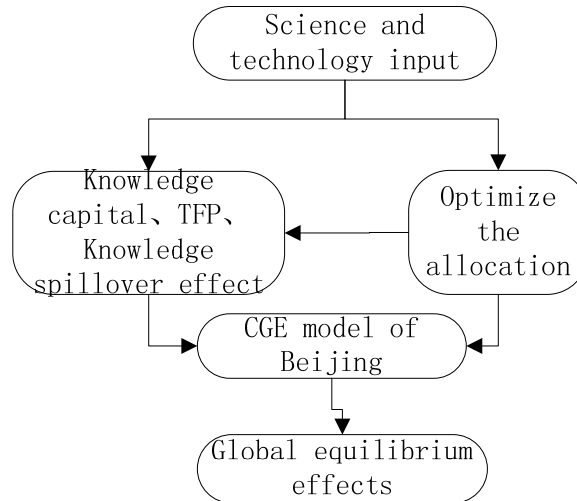 Science and
technology input
Knowledge
capital、TFP、
Knowledge
spillover effect
Optimize
the
allocation
CGE model of
Beijing
Global equilibrium
effects